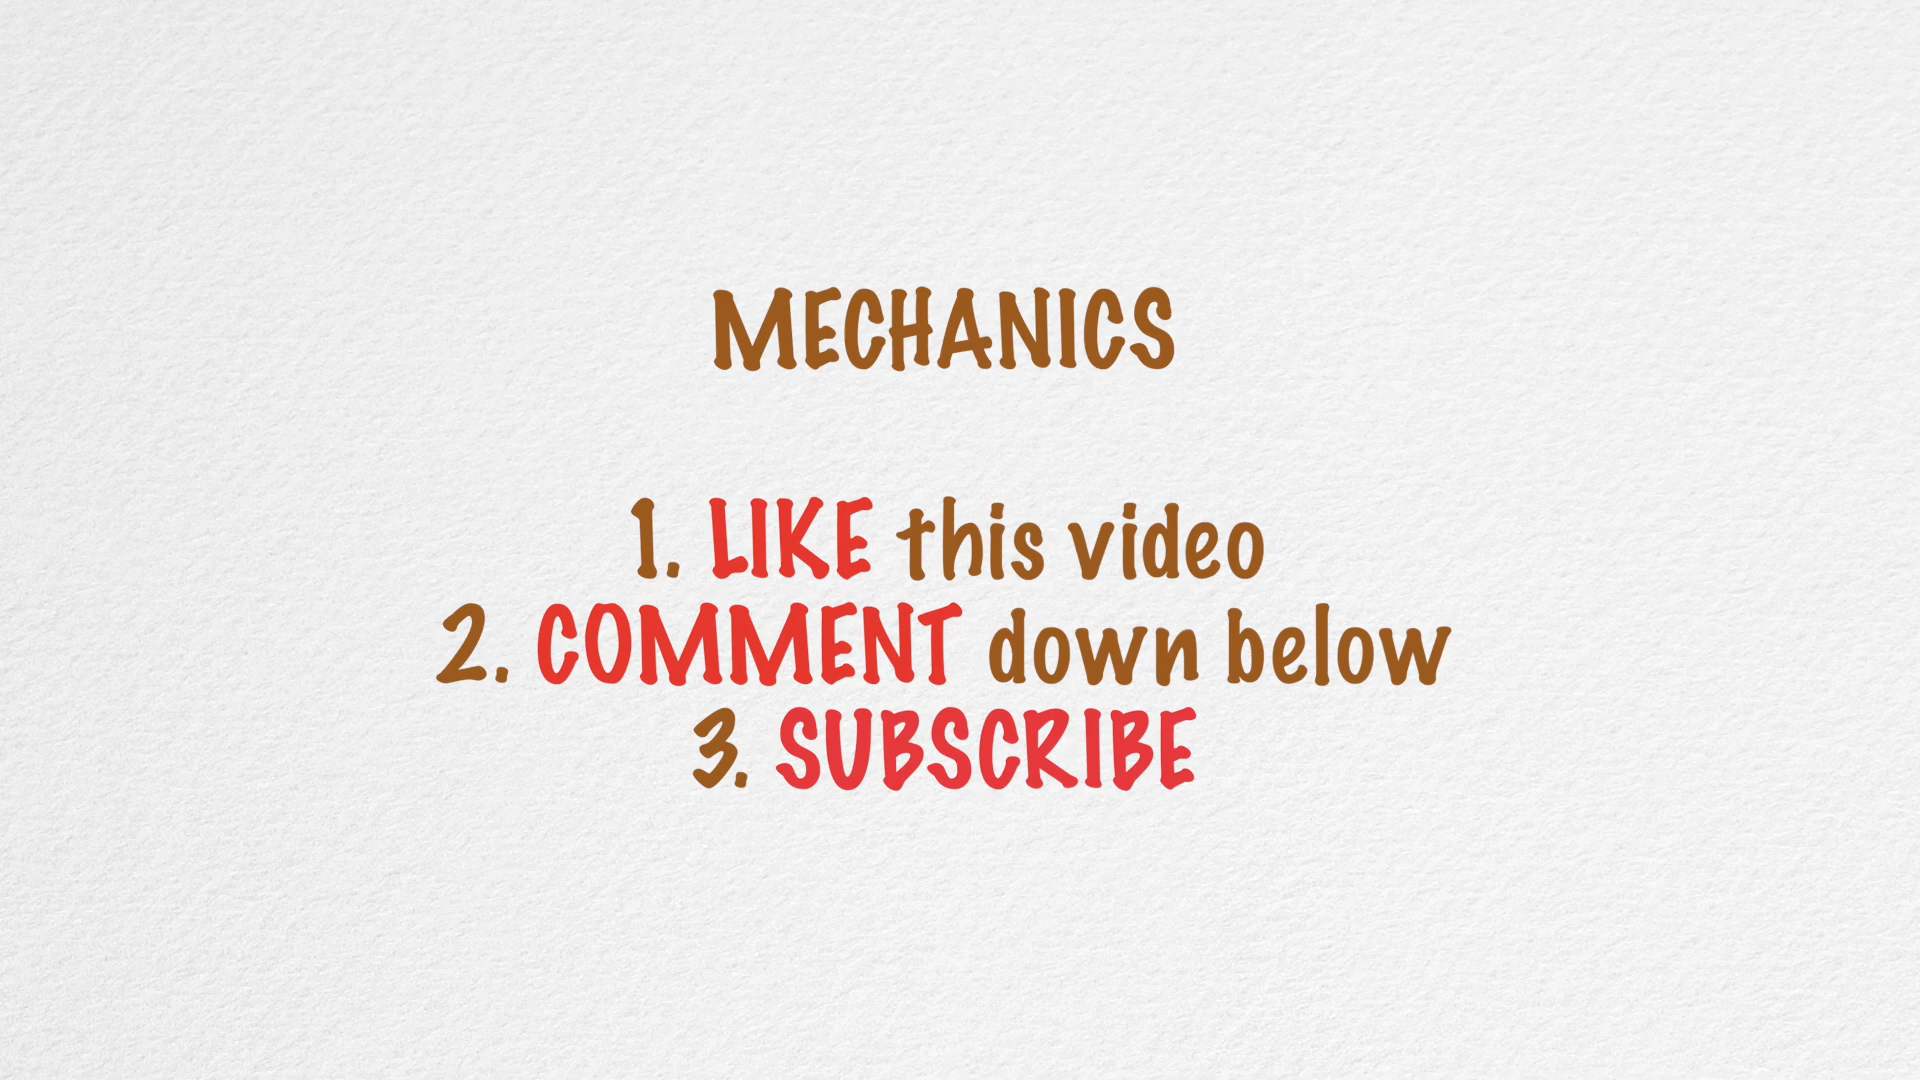 MECHANICS
1. LIKE this video
2. COMMENT down below
3. SUBSCRIBE